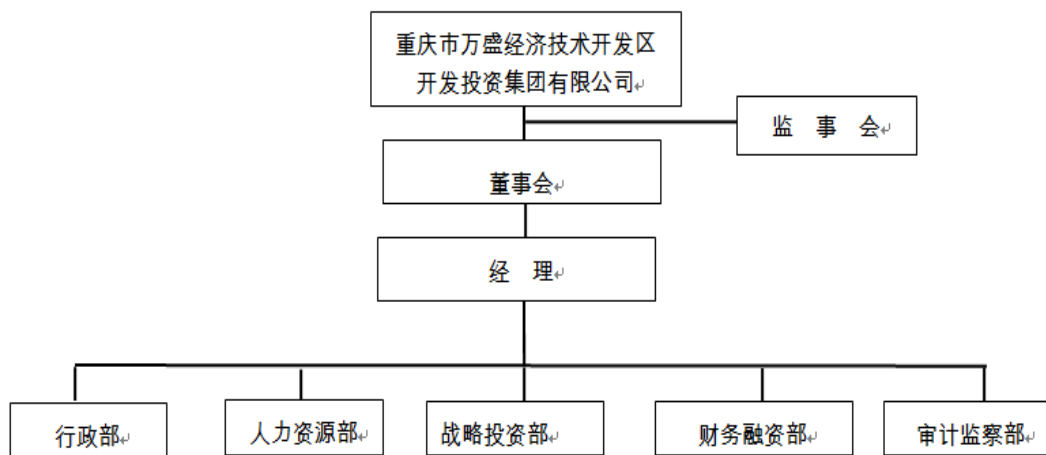 重庆市万盛经济技术开发区
开发投资集团有限公司
监 事 会
董事会
经 理
行政部
人力资源部
战略投资部
财务融资部
审计监察部